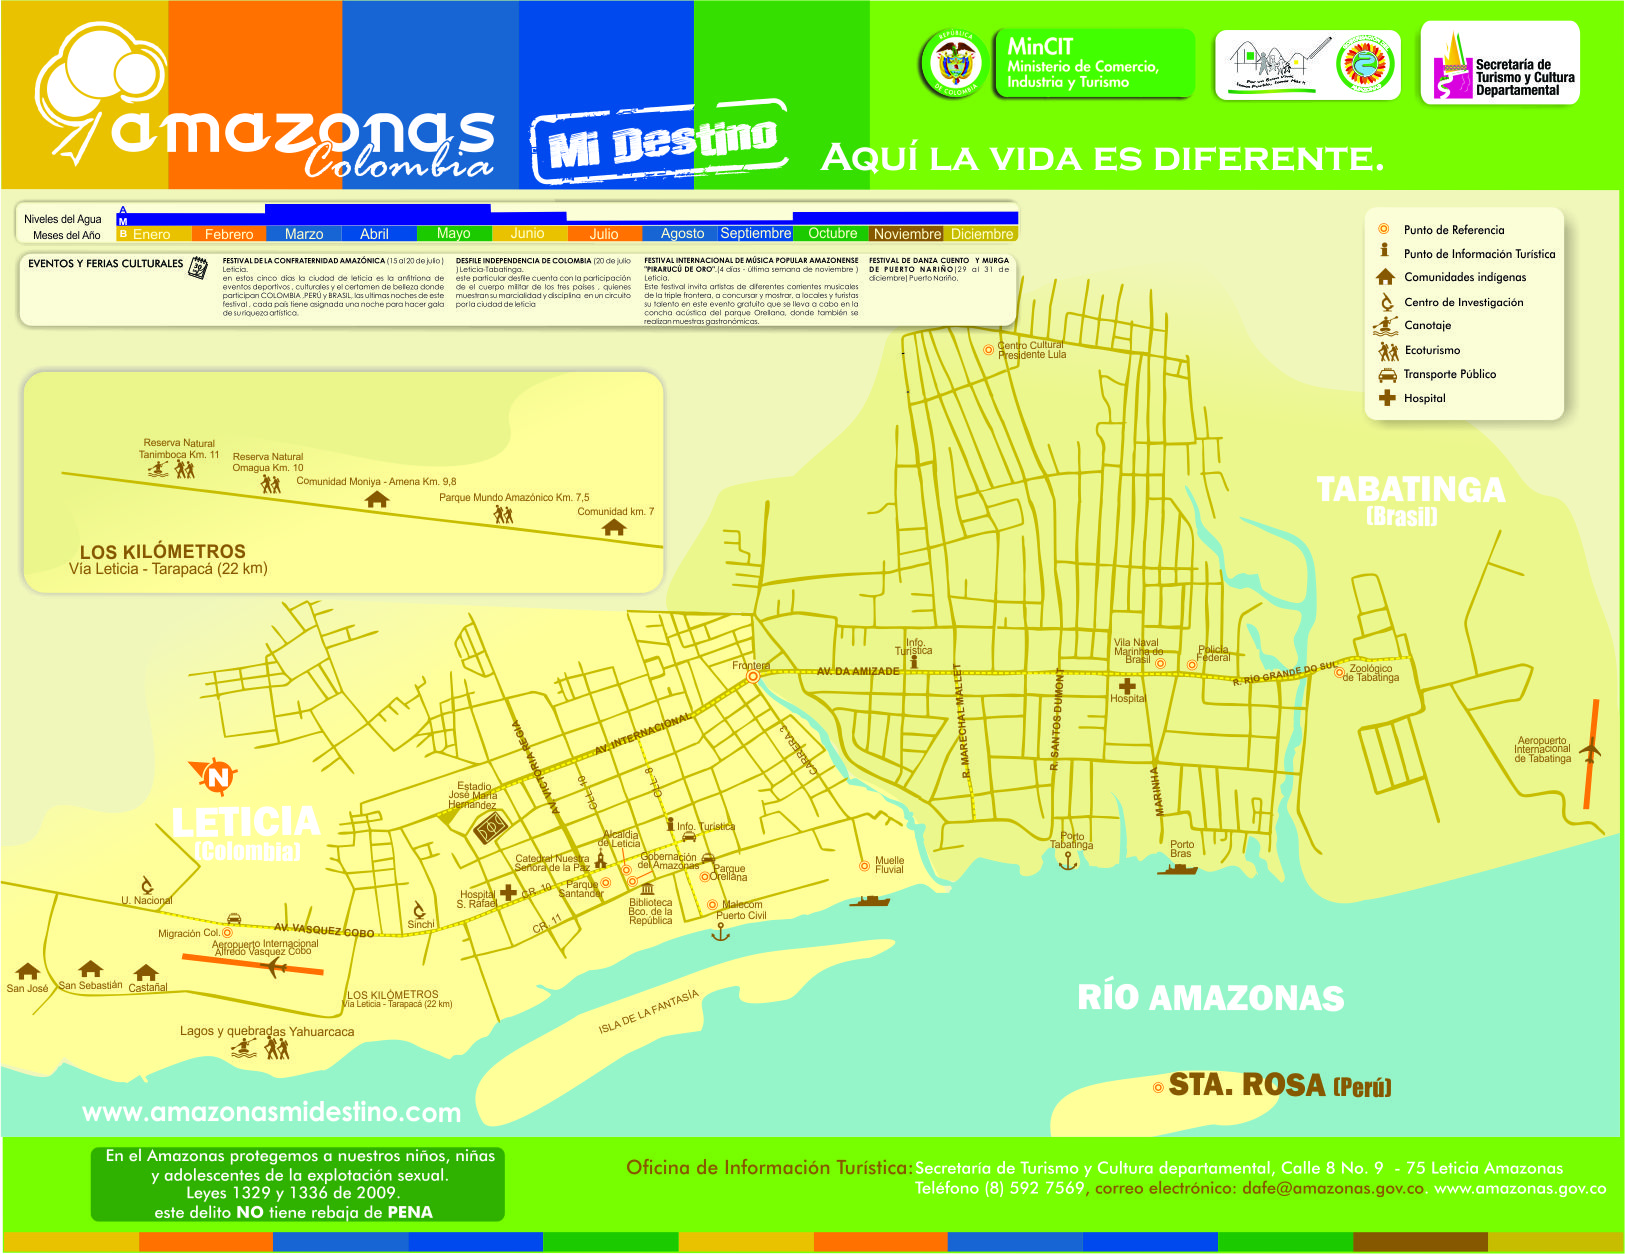 amazonas
Colombia
Mi Destino
AQUÍ LA VIDA ES DIFERENTE.
REPÚBLICA
DE COLOMBIA
MinCIT
Ministerio de Comercio,
Industria y Turismo
Secretaría de
Turismo y Cultura
Departamental
Niveles del Agua
A
M
B
Meses del Año
Enero
Febrero
Marzo
Abril
Mayo
Junio
Julio
Agosto
Septiembre
Octubre
Noviembre
Diciembre
EVENTOS Y FERIAS CULTURALES
30
FESTIVAL DE LA CONFRATERNIDAD AMAZÓNICA (15 al 20 de julio )
Leticia.
en estos cinco días la ciudad de leticia es la anfitriona de
eventos deportivos , culturales y el certamen de belleza donde
participan COLOMBIA ,PERÚ y BRASIL, las ultimas noches de este
festival , cada país tiene asignada una noche para hacer gala
de su riqueza artística.
DESFILE INDEPENDENCIA DE COLOMBIA (20 de julio
) Leticia-Tabatinga.
este particular desfile cuenta con la participación
de el cuerpo militar de los tres países , quienes
muestran su marcialidad y disciplina en un circuito
por la ciudad de leticia
FESTIVAL INTERNACIONAL DE MÚSICA POPULAR AMAZONENSE
"PIRARUCÚ DE ORO".(4 días - última semana de noviembre )
Leticia.
Este festival invita artistas de diferentes corrientes musicales
de la triple frontera, a concursar y mostrar, a locales y turistas
su talento en este evento gratuito que se lleva a cabo en la
concha acústica del parque Orellana, donde también se
realizan muestras gastronómicas.
FESTIVAL DE DANZA CUENTO Y MURGA
DE PUERTO NARIÑO(29 al 31 de
diciembre) Puerto Nariño.
Punto de Referencia
Punto de Información Turística
Comunidades indígenas
Centro de Investigación
Canotaje
Ecoturismo
Transporte Público
Hospital
Centro Cultural
Presidente Lula
Reserva Natural
Tanimboca Km. 11
Reserva Natural
Omagua Km. 10
Comunidad Moniya - Amena Km. 9,8
Parque Mundo Amazónico Km. 7,5
Comunidad km. 7
LOS KILÓMETROS
Vía Leticia - Tarapacá (22 km)
TABATINGA
(Brasil)
Frontera
AV. DA AMIZADE
Info.
Turística
R. MARECHAL MALLET
R. SANTOS DUMONT
Vila Naval
Marinha do
Brasil
Policía
Federal
Hospital
R. RÍO GRANDE DO SUL
Zoológico
de Tabatinga
MARINHA
Aeropuerto
Internacional
de Tabatinga
Porto
Tabatinga
Porto
Bras
N
LETICIA
(Colombia)
AV. VICTORIA REGIA
AV. INTERNACIONAL
CARRERA 3
CLL. 10
CLL. 8
Estadio
José María
Hernandez
Info. Turística
Alcaldía
de Leticia
Catedral Nuestra
Señora de la Paz
Gobernación
del Amazonas
Parque
Orellana
Muelle
Fluvial
Hospital
S. Rafael
CR. 10
Parque
Santander
Biblioteca
Bco. de la
República
Malecom
Puerto Civil
CR. 11
U. Nacional
Sinchi
Migración Col.
AV. VASQUEZ COBO
Aeropuerto Internacional
Alfredo Vasquez Cobo
San José
San Sebastián
Castañal
LOS KILÓMETROS
Vía Leticia - Tarapacá (22 km)
Lagos y quebradas Yahuarcaca
ISLA DE LA FANTASÍA
RÍO AMAZONAS
STA. ROSA (Perú)
www.amazonasmidestino.com
En el Amazonas protegemos a nuestros niños, niñas
y adolescentes de la explotación sexual.
Leyes 1329 y 1336 de 2009.
este delito NO tiene rebaja de PENA
Oficina de Información Turística: Secretaría de Turismo y Cultura departamental, Calle 8 No. 9 - 75 Leticia Amazonas
Teléfono (8) 592 7569, correo electrónico: dafe@amazonas.gov.co. www.amazonas.gov.co